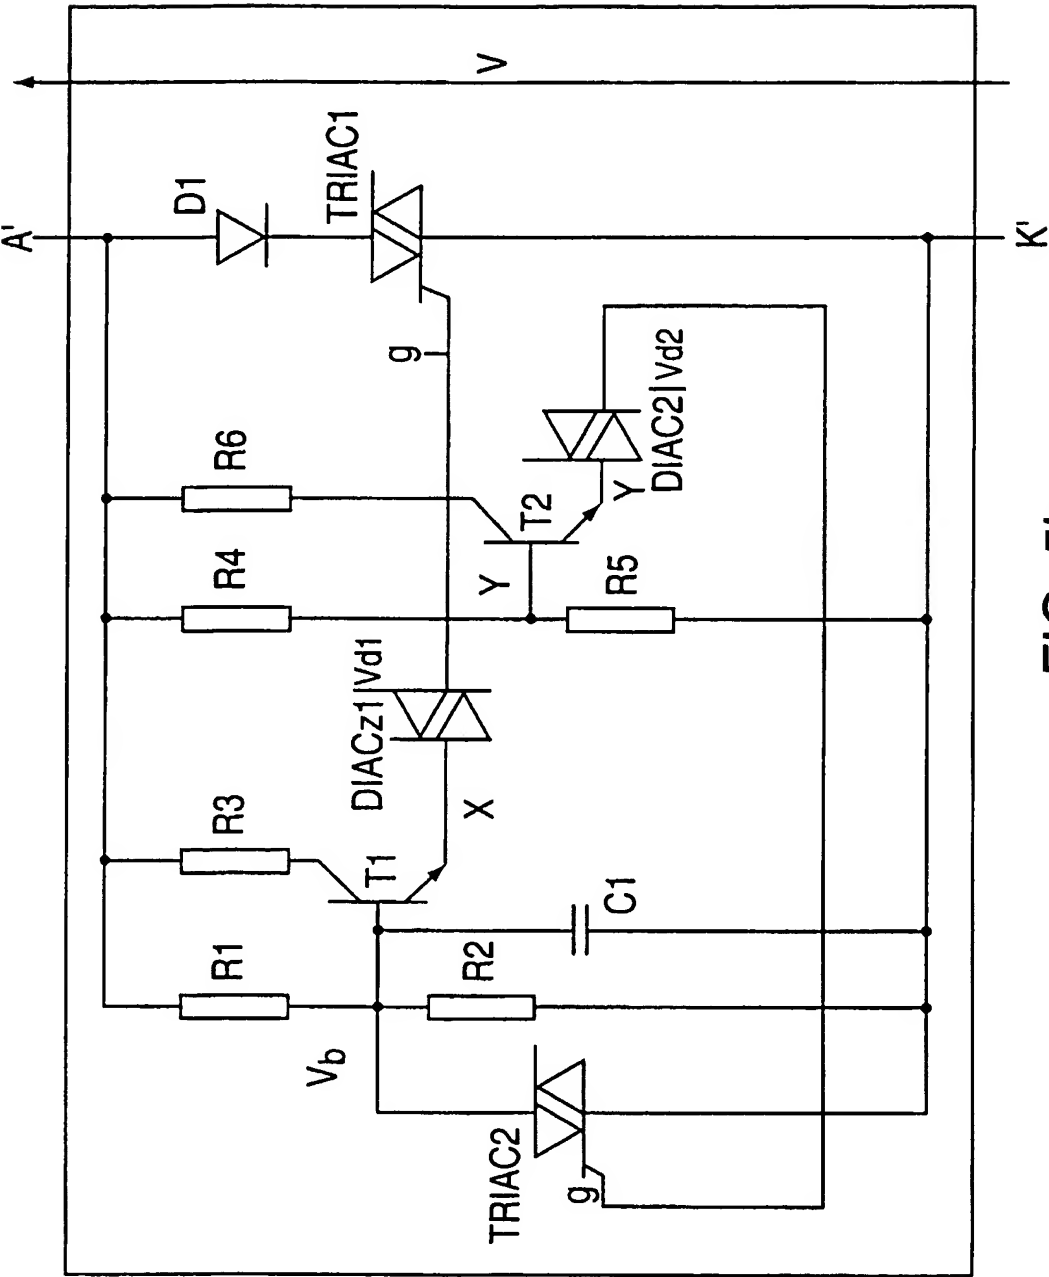 V
A'
D1
TRIAC1
K'
g
R6
DIAC2|Vd2
Y
T2
R4
Y
R5
DIACz1|Vd1
X
R3
T1
C1
R1
R2
Vb
TRIAC2
g